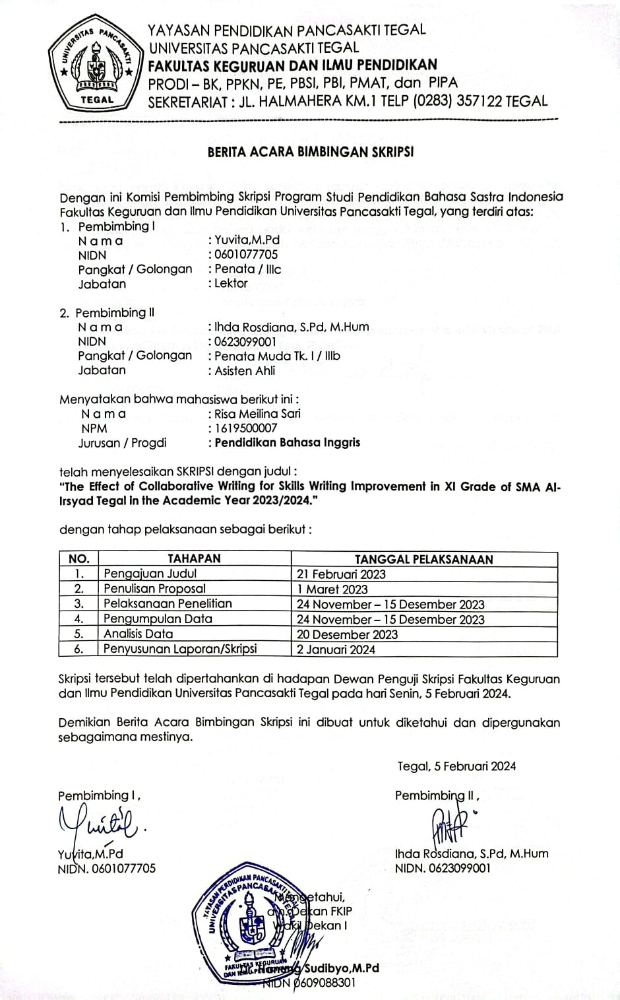 UNIVERSITAS PANCASAKTI
TEGAL
YAYASAN PENDIDIKAN PANCASAKTI TEGAL
UNIVERSITAS PANCASAKTI TEGAL
FAKULTAS KEGURUAN DAN ILMU PENDIDIKAN
PRODI – BK, PPKN, PE, PBSI, PBI, PMAT, dan PIPA
SEKRETARIAT : JL. HALMAHERA KM.1 TELP (0283) 357122 TEGAL
BERITA ACARA BIMBINGAN SKRIPSI
Dengan ini Komisi Pembimbing Skripsi Program Studi Pendidikan Bahasa Sastra Indonesia
Fakultas Keguruan dan Ilmu Pendidikan Universitas Pancasakti Tegal, yang terdiri atas:
1. Pembimbing I
N a m a : Yuvita,M.Pd
NIDN : 0601077705
Pangkat / Golongan : Penata / IIIc
Jabatan : Lektor
2. Pembimbing II
N a m a : Ihda Rosdiana, S.Pd, M.Hum
NIDN : 0623099001
Pangkat / Golongan : Penata Muda Tk. I / IIIb
Jabatan : Asisten Ahli
Menyatakan bahwa mahasiswa berikut ini :
N a m a : Risa Meilina Sari
NPM : 1619500007
Jurusan / Progdi : Pendidikan Bahasa Inggris
telah menyelesaikan SKRIPSI dengan judul :
“The Effect of Collaborative Writing for Skills Writing Improvement in XI Grade of SMA Al-
Irsyad Tegal in the Academic Year 2023/2024.”
dengan tahap pelaksanaan sebagai berikut :
NO. TAHAPAN TANGGAL PELAKSANAAN
1. Pengajuan Judul 21 Februari 2023
2. Penulisan Proposal 1 Maret 2023
3. Pelaksanaan Penelitian 24 November – 15 Desember 2023
4. Pengumpulan Data 24 November – 15 Desember 2023
5. Analisis Data 20 Desember 2023
6. Penyusunan Laporan/Skripsi 2 Januari 2024
Skripsi tersebut telah dipertahankan di hadapan Dewan Penguji Skripsi Fakultas Keguruan
dan Ilmu Pendidikan Universitas Pancasakti Tegal pada hari Senin, 5 Februari 2024.
Demikian Berita Acara Bimbingan Skripsi ini dibuat untuk diketahui dan dipergunakan
sebagaimana mestinya.
Tegal, 5 Februari 2024
Pembimbing I , Pembimbing II ,
Yuvita,M.Pd Ihda Rosdiana, S.Pd, M.Hum
NIDN. 0601077705 NIDN. 0623099001
YAYASAN PENDIDIKAN PANCASAKTI TEGAL
UNIVERSITAS PANCASAKTI TEGAL
Mengetahui,
a.n. Dekan FKIP
Wakil Dekan I
FAKULTAS KEGURUAN
DAN ILMU PENDIDIKAN
Sudibyo,M.Pd
NIDN 0609088301